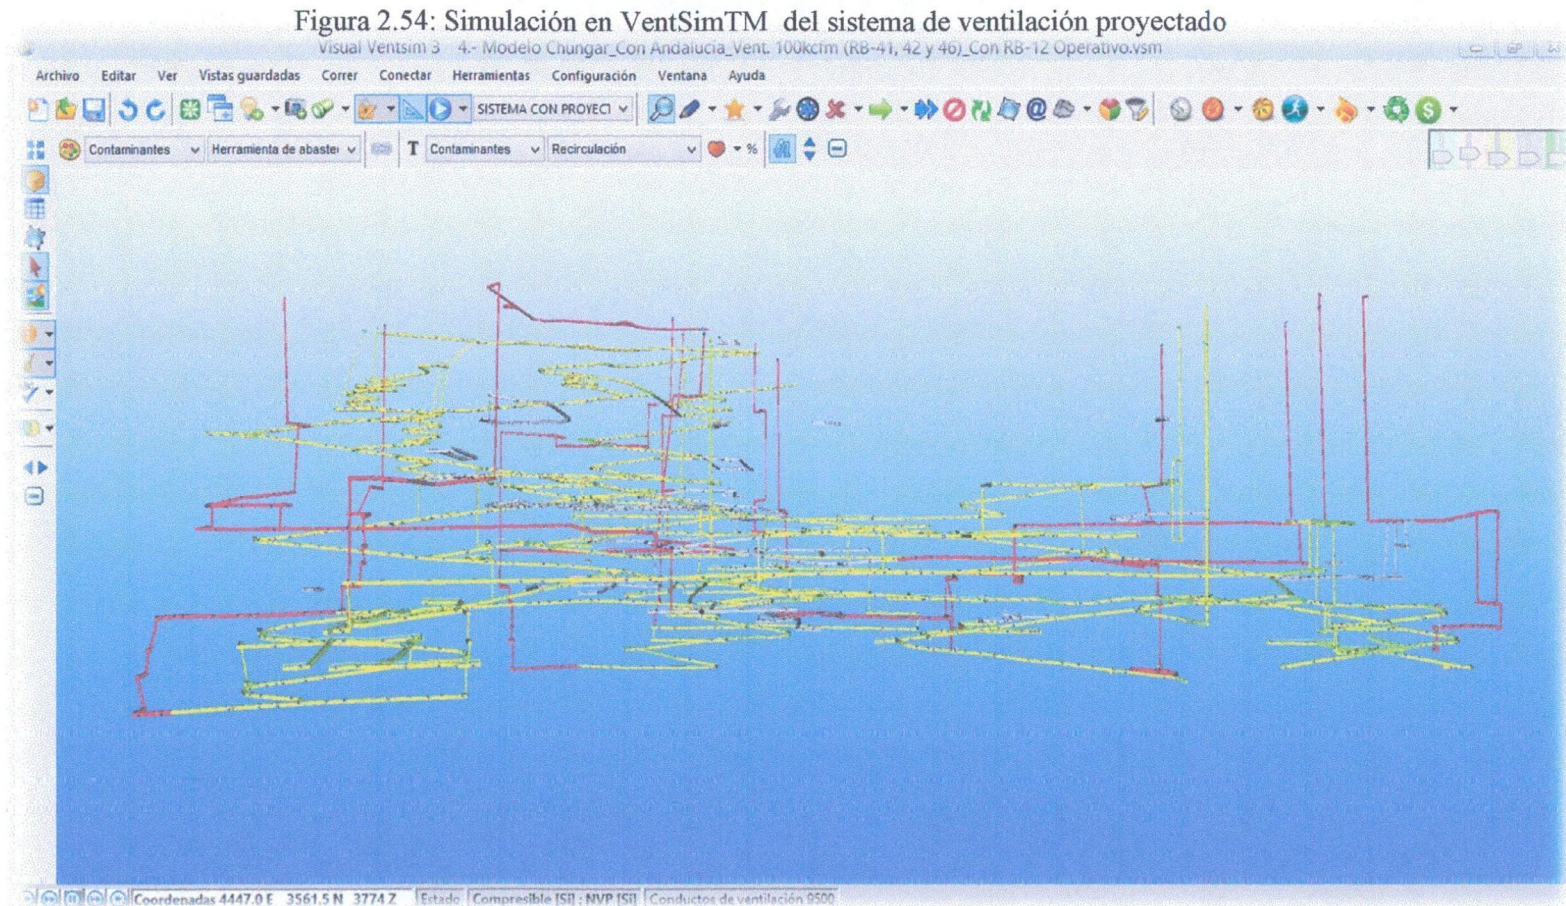 Figura 2.54: Simulación en VentSimTM del sistema de ventilación proyectado
Visual Ventsim 3 4.- Modelo Chungar_Con Andalucia_Vent. 100kcfm (RB-41, 42 y 46)_Con RB-12 Operativo.vsm
Archivo Editar Ver Vistas guardadas Correr Conectar Herramientas Configuración Ventana Ayuda
SISTEMA CON PROYECT
Contaminantes Herramienta de abaster T Contaminantes Recirculación %
Coordenadas 4447.0 E 3561.5 N 3774 Z Estado Compresible [Si] : NVP [Si] Conductos de ventilación 9500